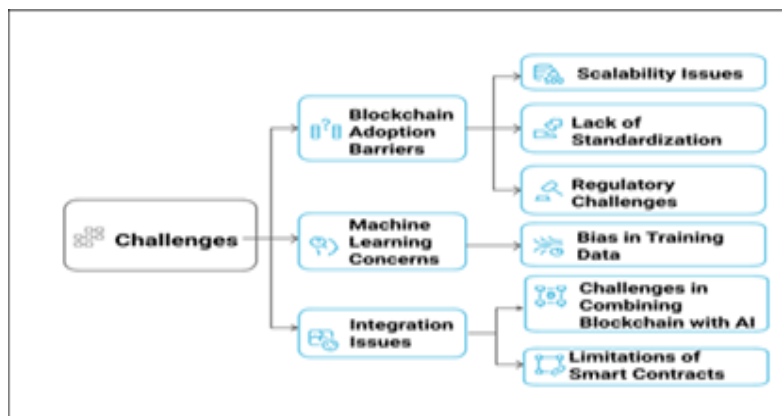 Challenges
Blockchain
Adoption
Barriers
Scalability Issues
Lack of
Standardization
Regulatory
Challenges
Machine
Learning
Concerns
Bias in Training
Data
Integration
Issues
Challenges in
Combining
Blockchain with AI
Limitations of
Smart Contracts